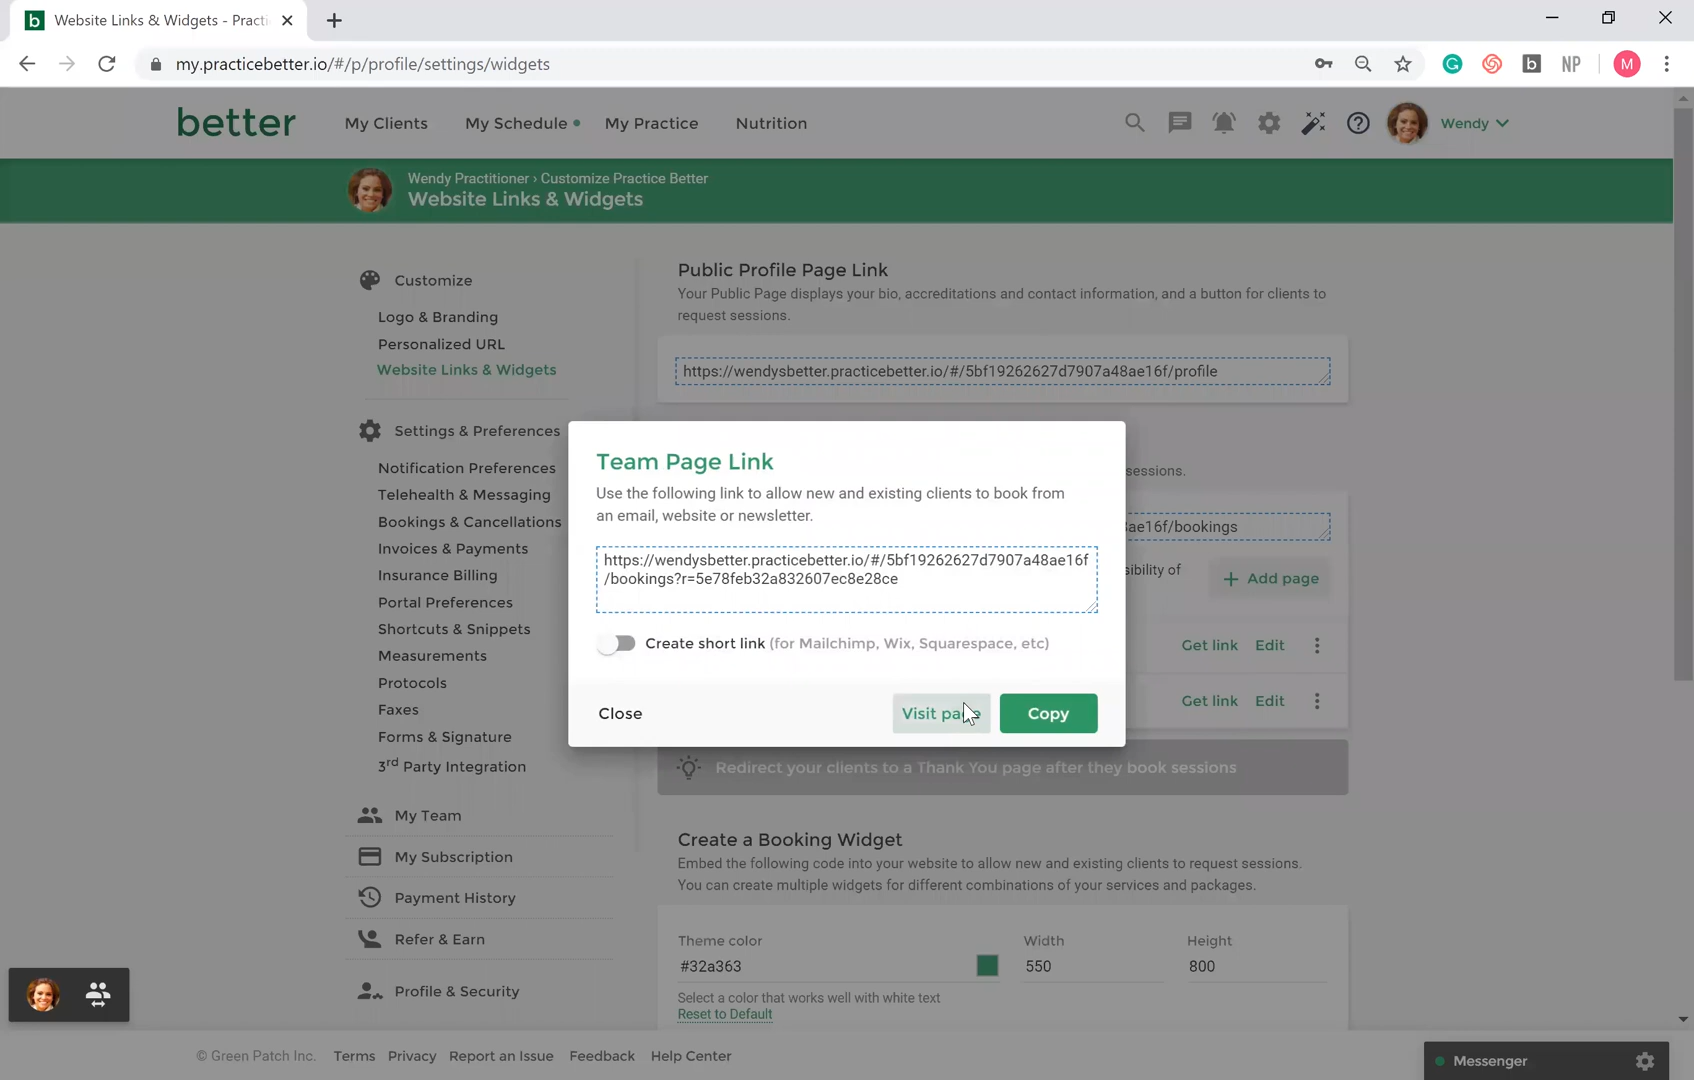 b Website Links & Widgets - Practi
my.practicebetter.io/#/p/profile/settings/widgets
b NP M
better My Clients My Schedule My Practice Nutrition Wendy
Wendy Practitioner › Customize Practice Better
Website Links & Widgets
Customize
Logo & Branding
Personalized URL
Website Links & Widgets
Settings & Preferences
Notification Preferences
Telehealth & Messaging
Bookings & Cancellations
Invoices & Payments
Insurance Billing
Portal Preferences
Shortcuts & Snippets
Measurements
Protocols
Faxes
Forms & Signature
3rd Party Integration
My Team
My Subscription
Payment History
Refer & Earn
Profile & Security
Public Profile Page Link
Your Public Page displays your bio, accreditations and contact information, and a button for clients to
request sessions.
https://wendysbetter.practicebetter.io/#/5bf19262627d7907a48ae16f/profile
sessions.
8ae16f/bookings
sibility of
+ Add page
Get link Edit
Get link Edit
Team Page Link
Use the following link to allow new and existing clients to book from
an email, website or newsletter.
https://wendysbetter.practicebetter.io/#/5bf19262627d7907a48ae16f
/bookings?r=5e78feb32a832607ec8e28ce
Create short link (for Mailchimp, Wix, Squarespace, etc)
Close Visit page Copy
Redirect your clients to a Thank You page after they book sessions
Create a Booking Widget
Embed the following code into your website to allow new and existing clients to request sessions.
You can create multiple widgets for different combinations of your services and packages.
Theme color Width Height
#32a363 550 800
Select a color that works well with white text
Reset to Default
© Green Patch Inc. Terms Privacy Report an Issue Feedback Help Center
Messenger